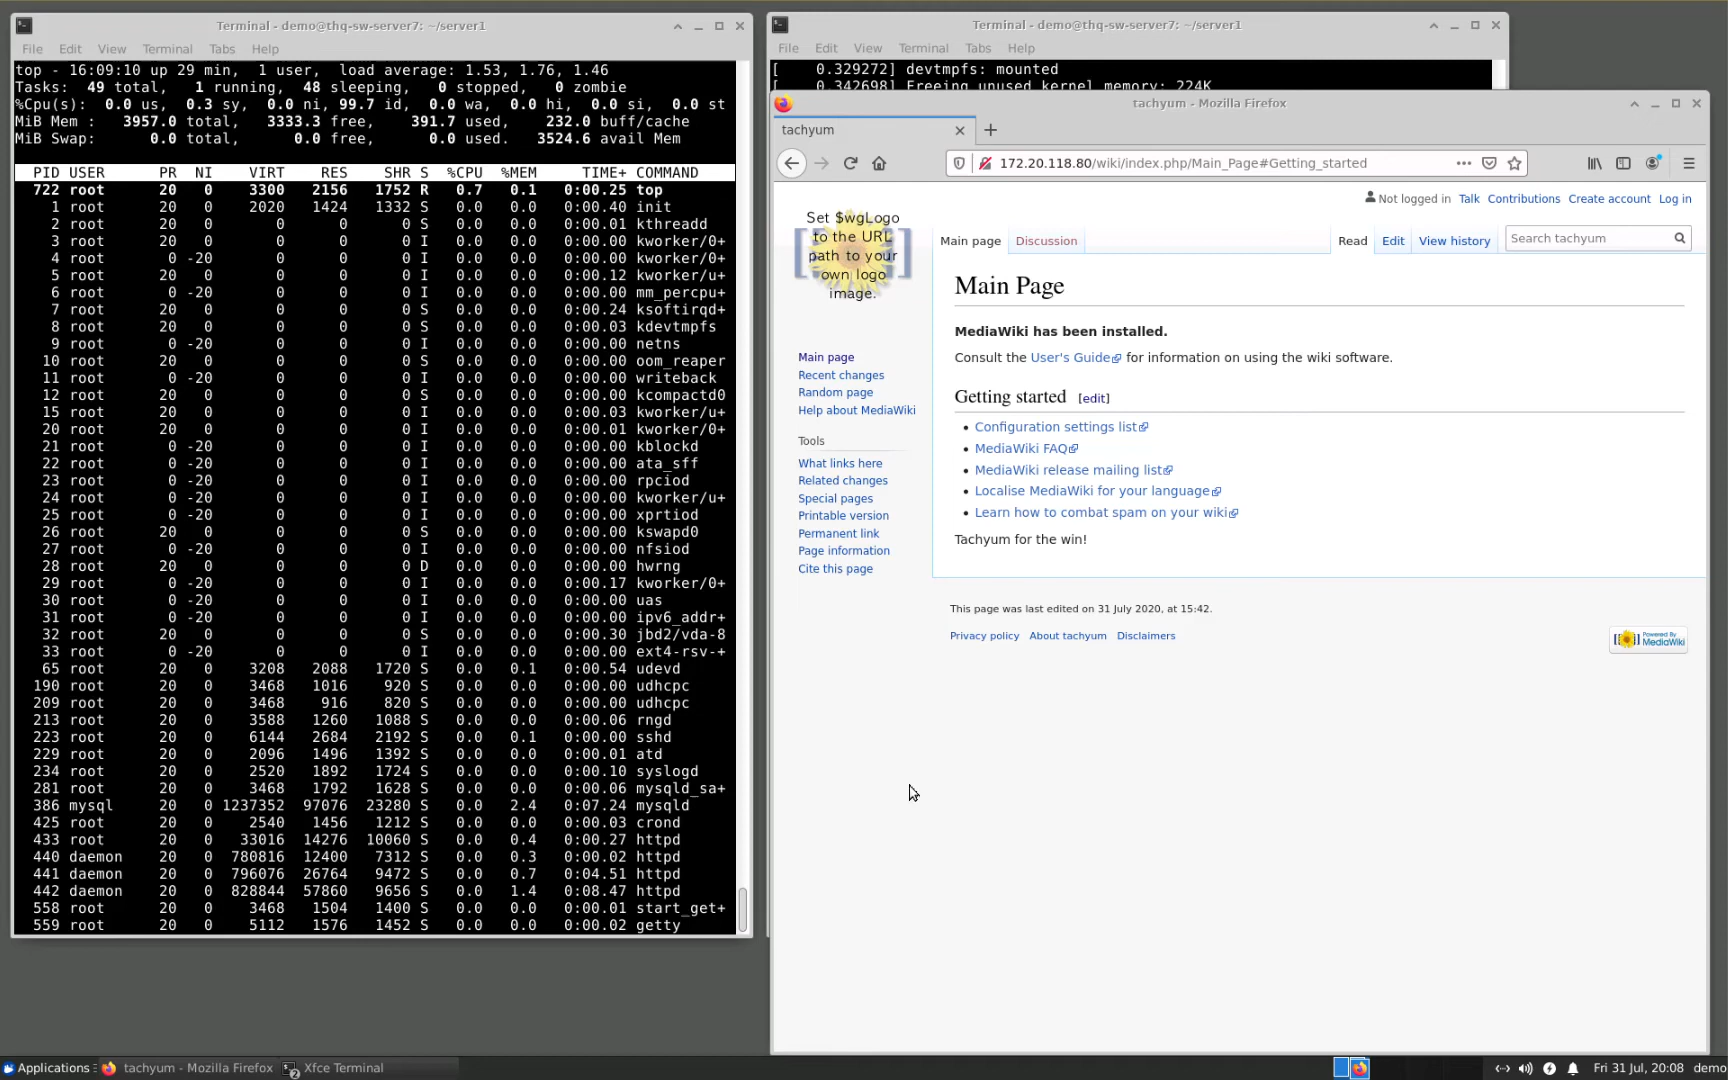 Terminal - demo@thq-sw-server7: ~/server1
File Edit View Terminal Tabs Help
top - 16:09:10 up 29 min, 1 user, load average: 1.53, 1.76, 1.46
Tasks: 49 total, 1 running, 48 sleeping, 0 stopped, 0 zombie
%Cpu(s): 0.0 us, 0.3 sy, 0.0 ni, 99.7 id, 0.0 wa, 0.0 hi, 0.0 si, 0.0 st
MiB Mem : 3957.0 total, 3333.3 free, 391.7 used, 232.0 buff/cache
MiB Swap: 0.0 total, 0.0 free, 0.0 used. 3524.6 avail Mem
PID USER PR NI VIRT RES SHR S %CPU %MEM TIME+ COMMAND
722 root 20 0 3300 2156 1752 R 0.7 0.1 0:00.25 top
1 root 20 0 2020 1424 1332 S 0.0 0.0 0:00.40 init
2 root 20 0 0 0 0 S 0.0 0.0 0:00.01 kthreadd
3 root 20 0 0 0 0 I 0.0 0.0 0:00.00 kworker/0+
4 root 0 -20 0 0 0 I 0.0 0.0 0:00.00 kworker/0+
5 root 20 0 0 0 0 I 0.0 0.0 0:00.12 kworker/u+
6 root 0 -20 0 0 0 I 0.0 0.0 0:00.00 mm_percpu+
7 root 20 0 0 0 0 S 0.0 0.0 0:00.24 ksoftirqd+
8 root 20 0 0 0 0 S 0.0 0.0 0:00.03 kdevtmpfs
9 root 0 -20 0 0 0 I 0.0 0.0 0:00.00 netns
10 root 20 0 0 0 0 S 0.0 0.0 0:00.00 oom_reaper
11 root 0 -20 0 0 0 I 0.0 0.0 0:00.00 writeback
12 root 20 0 0 0 0 S 0.0 0.0 0:00.00 kcompactd0
15 root 20 0 0 0 0 I 0.0 0.0 0:00.03 kworker/u+
20 root 20 0 0 0 0 I 0.0 0.0 0:00.01 kworker/0+
21 root 0 -20 0 0 0 I 0.0 0.0 0:00.00 kblockd
22 root 0 -20 0 0 0 I 0.0 0.0 0:00.00 ata_sff
23 root 0 -20 0 0 0 I 0.0 0.0 0:00.00 rpciod
24 root 0 -20 0 0 0 I 0.0 0.0 0:00.00 kworker/u+
25 root 0 -20 0 0 0 I 0.0 0.0 0:00.00 xprtiod
26 root 20 0 0 0 0 S 0.0 0.0 0:00.00 kswapd0
27 root 0 -20 0 0 0 I 0.0 0.0 0:00.00 nfsiod
28 root 20 0 0 0 0 D 0.0 0.0 0:00.00 hwrng
29 root 0 -20 0 0 0 I 0.0 0.0 0:00.17 kworker/0+
30 root 0 -20 0 0 0 I 0.0 0.0 0:00.00 uas
31 root 0 -20 0 0 0 I 0.0 0.0 0:00.00 ipv6_addr+
32 root 20 0 0 0 0 S 0.0 0.0 0:00.30 jbd2/vda-8
33 root 0 -20 0 0 0 I 0.0 0.0 0:00.00 ext4-rsv-+
65 root 20 0 3208 2088 1720 S 0.0 0.1 0:00.54 udevd
190 root 20 0 3468 1016 920 S 0.0 0.0 0:00.00 udhcpc
209 root 20 0 3468 916 820 S 0.0 0.0 0:00.00 udhcpc
213 root 20 0 3588 1260 1088 S 0.0 0.0 0:00.06 rngd
223 root 20 0 6144 2684 2192 S 0.0 0.1 0:00.00 sshd
229 root 20 0 2096 1496 1392 S 0.0 0.0 0:00.01 atd
234 root 20 0 2520 1892 1724 S 0.0 0.0 0:00.10 syslogd
281 root 20 0 3468 1792 1628 S 0.0 0.0 0:00.06 mysqld_sa+
386 mysql 20 0 1237352 97076 23280 S 0.0 2.4 0:07.24 mysqld
425 root 20 0 2540 1456 1212 S 0.0 0.0 0:00.03 crond
433 root 20 0 33016 14276 10060 S 0.0 0.4 0:00.27 httpd
440 daemon 20 0 780816 12400 7312 S 0.0 0.3 0:00.02 httpd
441 daemon 20 0 796076 26764 9472 S 0.0 0.7 0:04.51 httpd
442 daemon 20 0 828844 57860 9656 S 0.0 1.4 0:08.47 httpd
558 root 20 0 3468 1504 1400 S 0.0 0.0 0:00.01 start_get+
559 root 20 0 5112 1576 1452 S 0.0 0.0 0:00.02 getty
Terminal - demo@thq-sw-server7: ~/server1
File Edit View Terminal Tabs Help
[ 0.329272] devtmpfs: mounted
[ 0.342698] Freeing unused kernel memory: 224K
tachyum - Mozilla Firefox
tachyum
172.20.118.80/wiki/index.php/Main_Page#Getting_started
Not logged in Talk Contributions Create account Log in
Set $wgLogo
to the URL
path to your
own logo
image.
Main page Discussion Read Edit View history Search tachyum
Main Page
MediaWiki has been installed.
Consult the User's Guide for information on using the wiki software.
Getting started [edit]
Configuration settings list
MediaWiki FAQ
MediaWiki release mailing list
Localise MediaWiki for your language
Learn how to combat spam on your wiki
Tachyum for the win!
Main page
Recent changes
Random page
Help about MediaWiki
Tools
What links here
Related changes
Special pages
Printable version
Permanent link
Page information
Cite this page
This page was last edited on 31 July 2020, at 15:42.
Privacy policy About tachyum Disclaimers
Powered By
MediaWiki
Applications tachyum - Mozilla Firefox 2 Xfce Terminal Fri 31 Jul, 20:08 demo